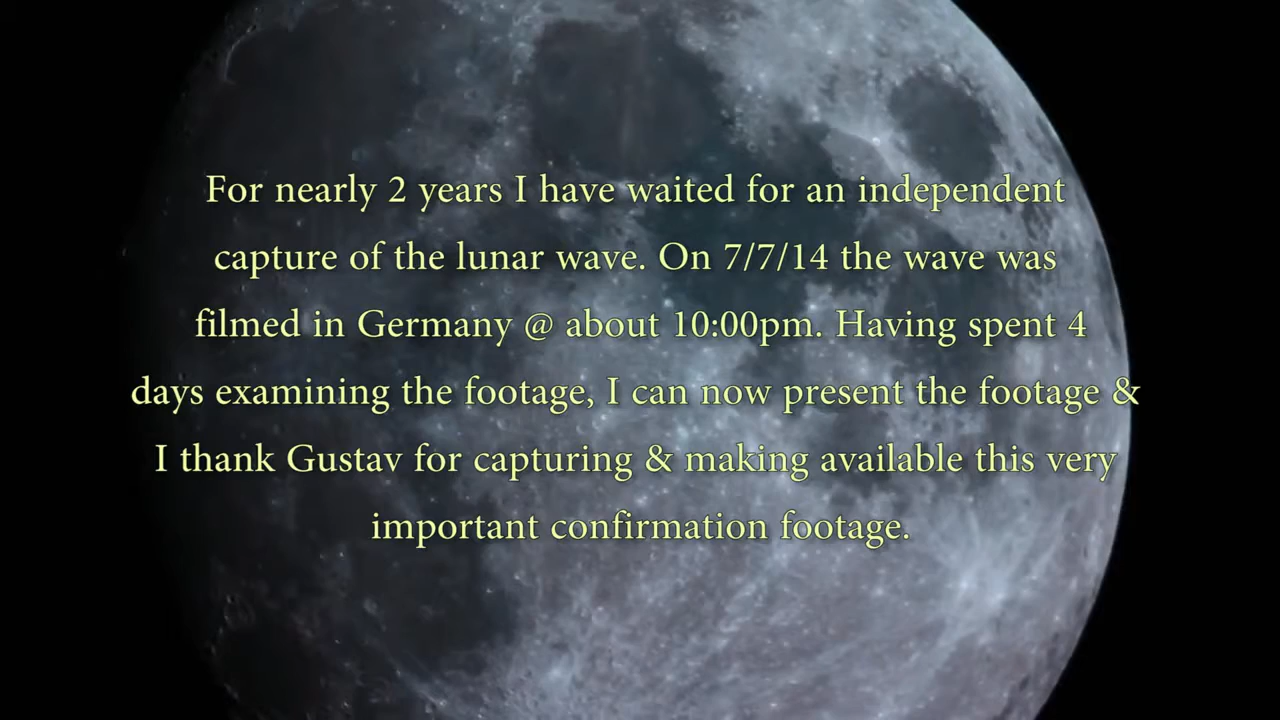 For nearly 2 years I have waited for an independent
capture of the lunar wave. On 7/7/14 the wave was
filmed in Germany @ about 10:00pm. Having spent 4
days examining the footage, I can now present the footage &
I thank Gustav for capturing & making available this very
important confirmation footage.